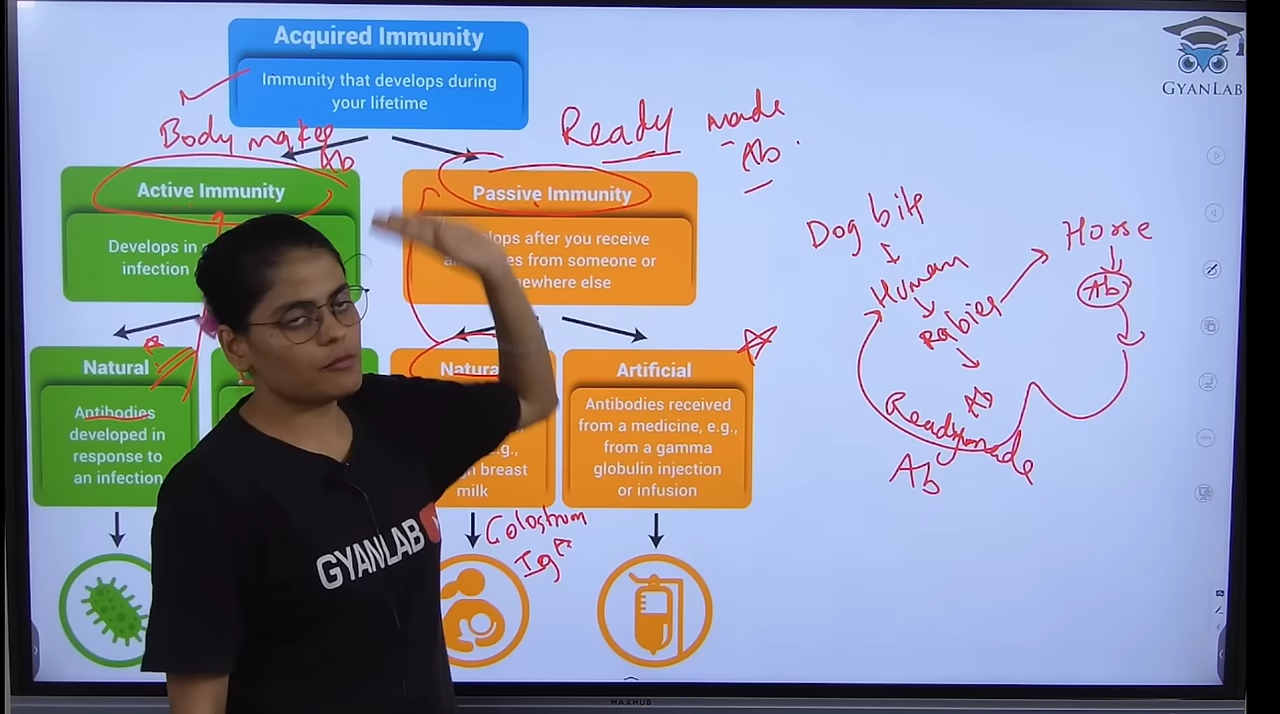 Acquired Immunity
Immunity that develops during
your lifetime
Body makes
Ab
Ready made
Ab
Active Immunity
Develops in
infection
Passive Immunity
after you receive
from someone or
else
Natural
Antibodies
developed in
response to
an infection
breast
milk
Artificial
Antibodies received
from a medicine, e.g.,
from a gamma
globulin injection
or infusion
Colostrum
IgA
Dog bite
Human
Rabies
Ab
Readymade
Ab
Horse
Ab
GYANLAB
GYANLAB
MAXHUB